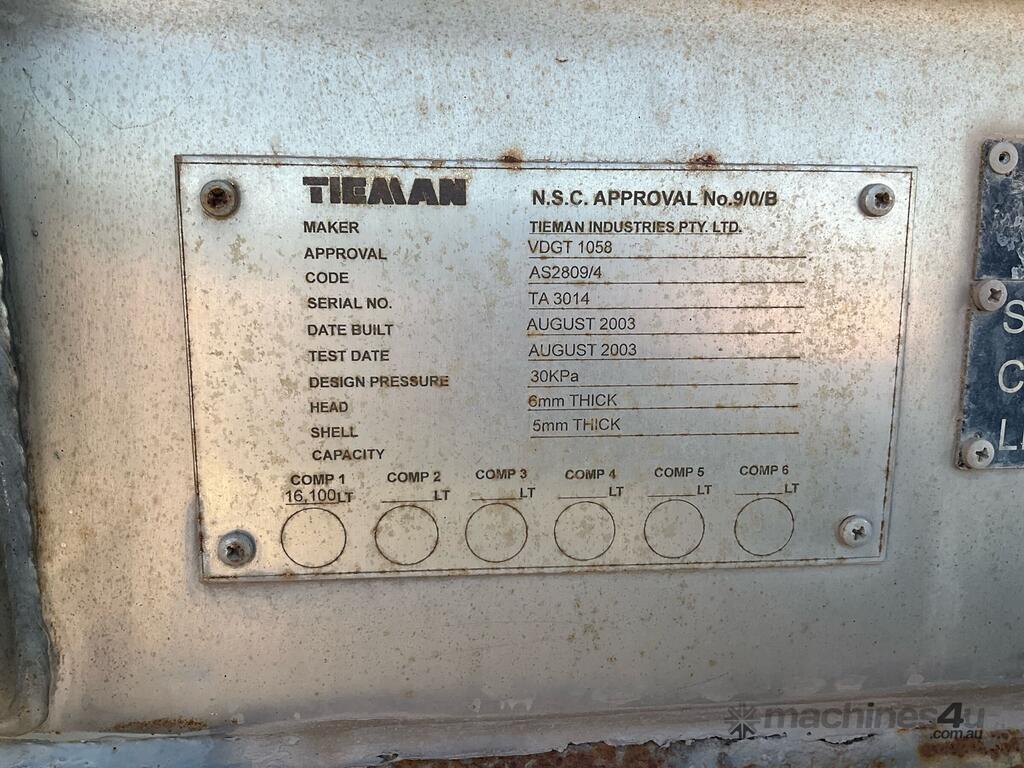 TIEMAN N.S.C. APPROVAL No.9/0/B
MAKER TIEMAN INDUSTRIES PTY. LTD.
APPROVAL VDGT 1058
CODE AS2809/4
SERIAL NO. TA 3014
DATE BUILT AUGUST 2003
TEST DATE AUGUST 2003
DESIGN PRESSURE 30KPa
HEAD 6mm THICK
SHELL 5mm THICK
CAPACITY
COMP 1 COMP 2 COMP 3 COMP 4 COMP 5 COMP 6
16,100LT LT LT LT LT LT
S
C
machines4u
.com.au